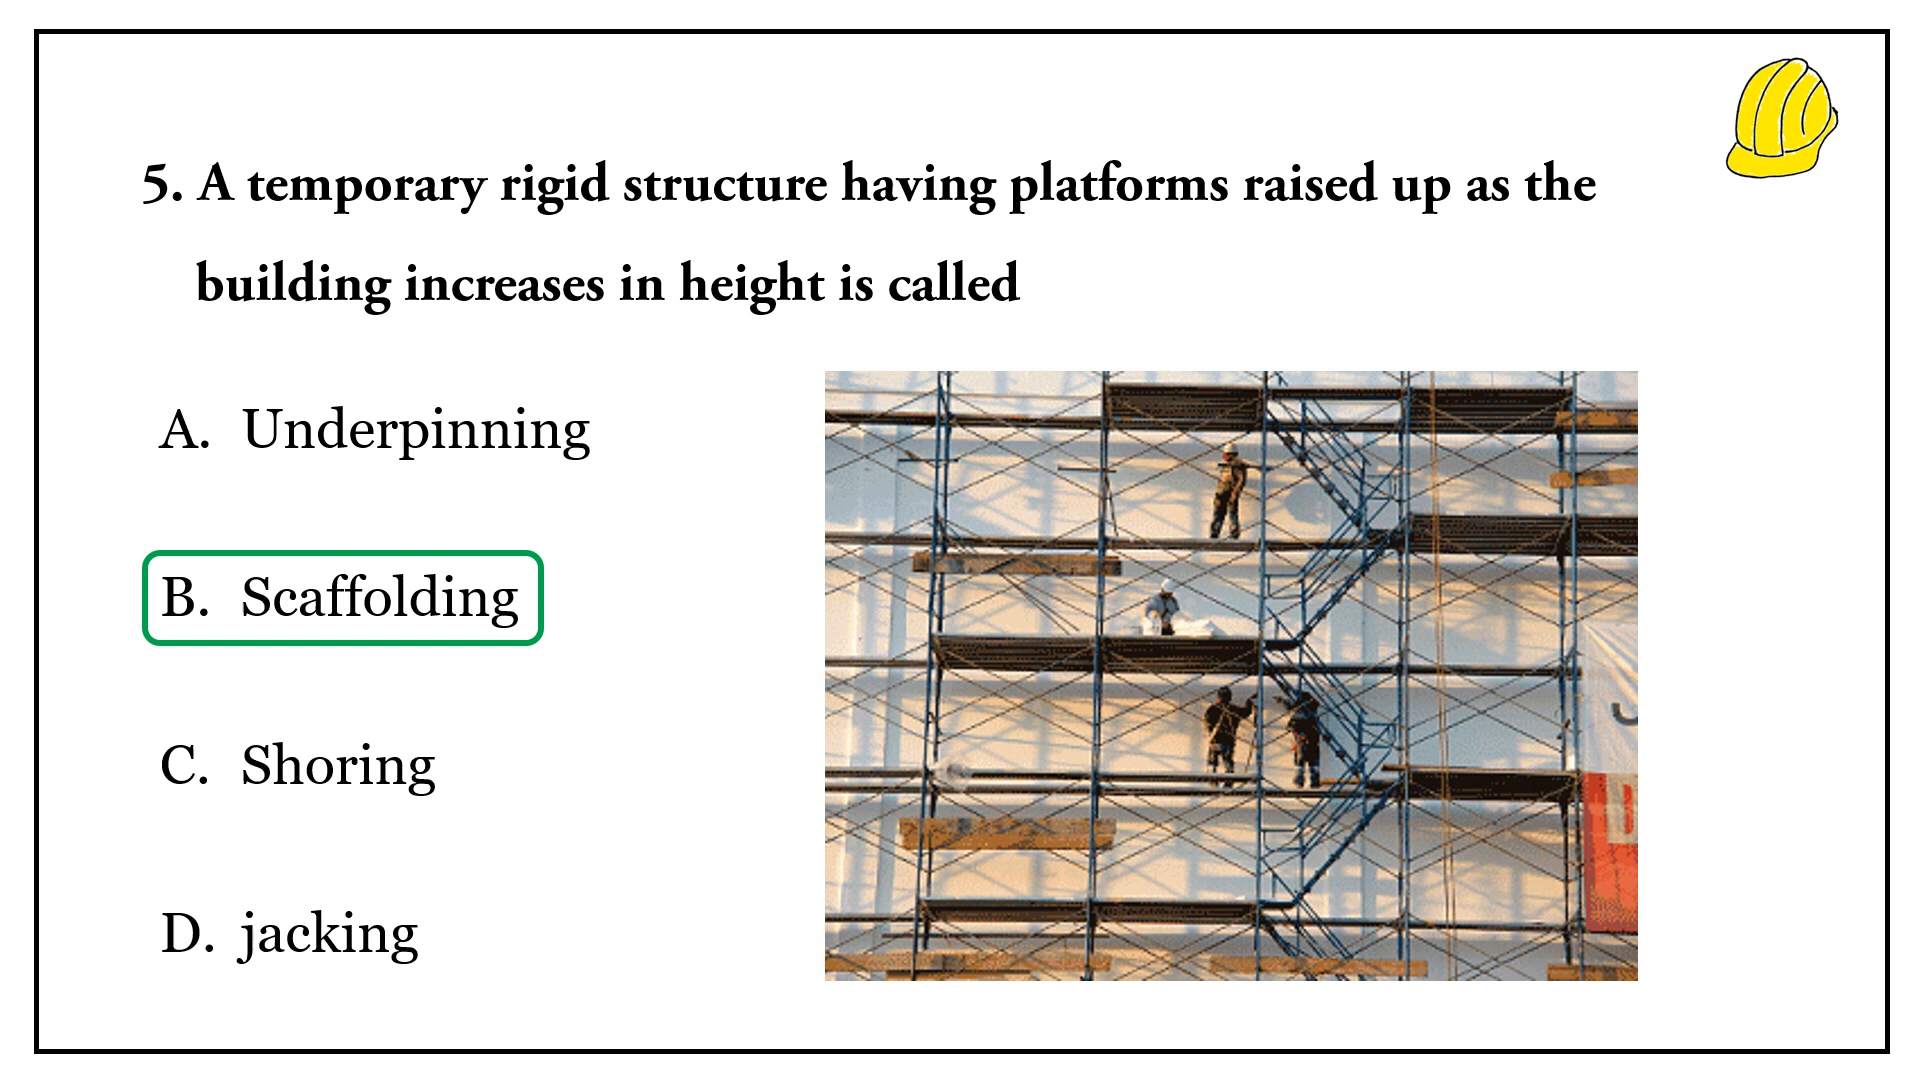 5. A temporary rigid structure having platforms raised up as the
building increases in height is called
A. Underpinning
B. Scaffolding
C. Shoring
D. jacking